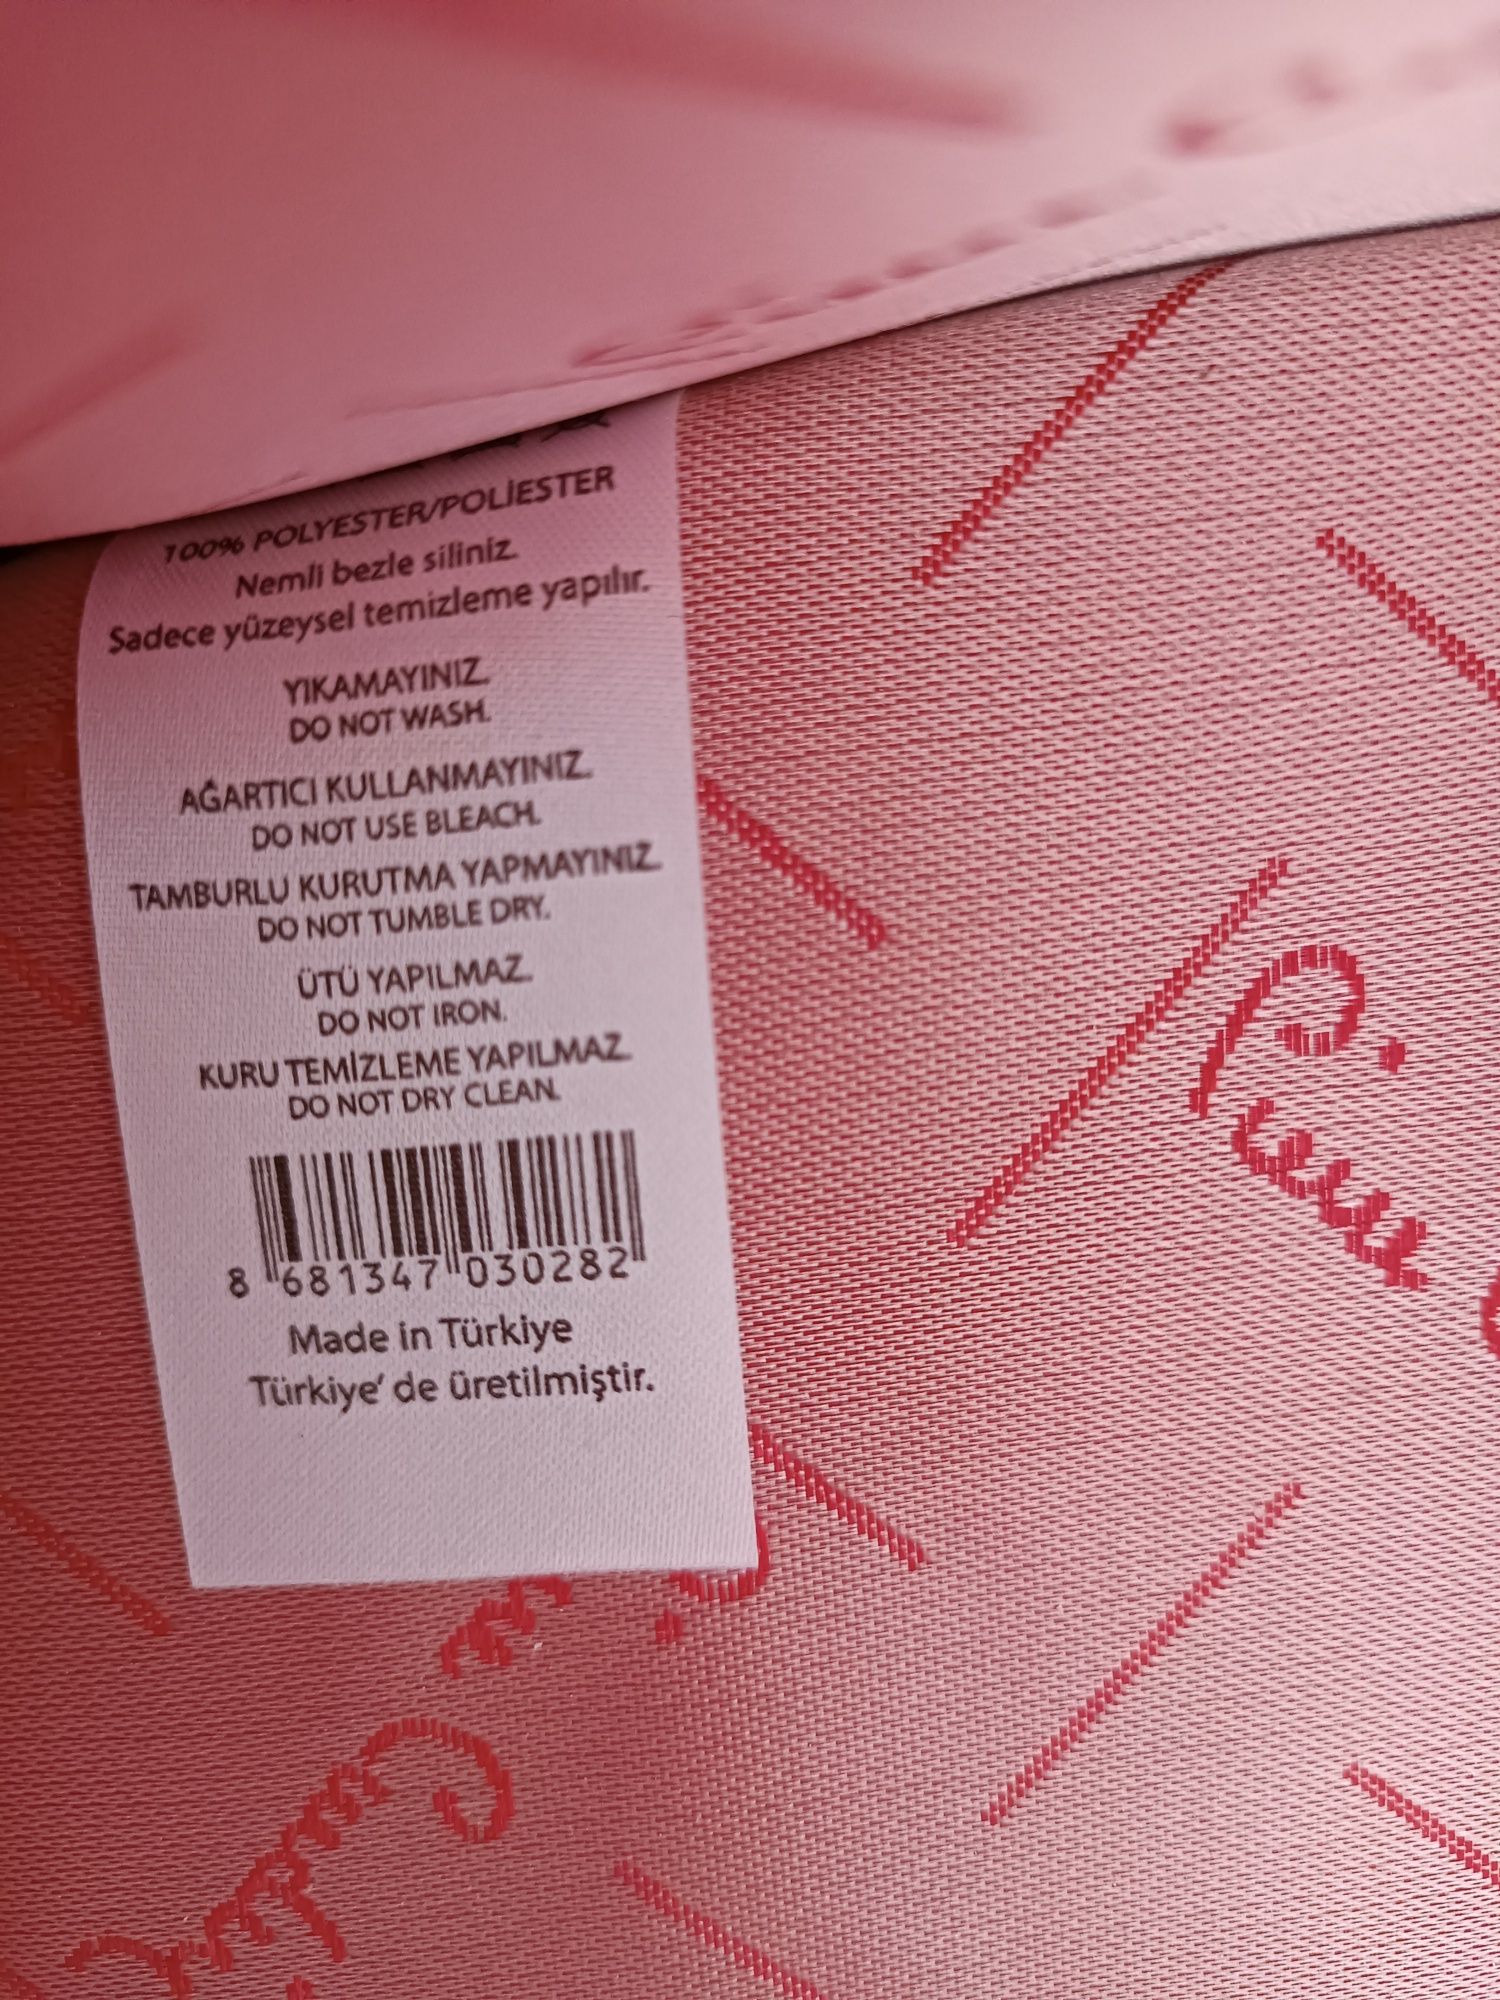 100% POLYESTER/POLİESTER
Nemli bezle siliniz.
Sadece yüzeysel temizleme yapılır.
YIKAMAYINIZ.
DO NOT WASH.
AĞARTICI KULLANMAYINIZ.
DO NOT USE BLEACH.
TAMBURLU KURUTMA YAPMAYINIZ.
DO NOT TUMBLE DRY.
ÜTÜ YAPILMAZ.
DO NOT IRON.
KURU TEMİZLEME YAPILMAZ.
DO NOT DRY CLEAN.
8 681347 030282
Made in Türkiye
Türkiye' de üretilmiştir.